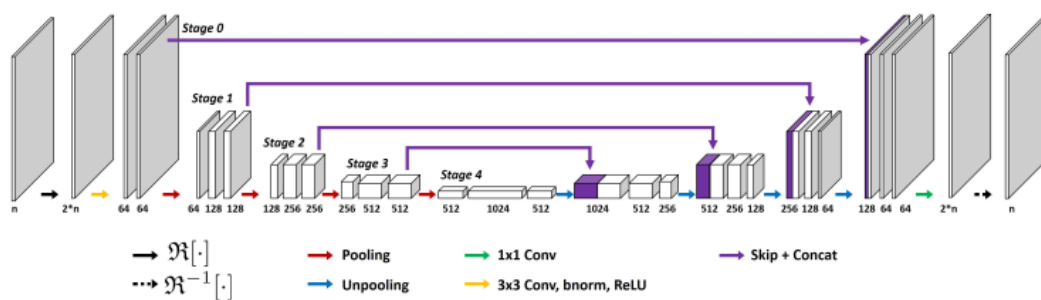 Stage 0
Stage 1
Stage 2
Stage 3
Stage 4
n 2*n 64 64 64 128 128 128 256 256 256 512 512 512 1024 512 1024 512 256 512 256 128 256 128 64 128 64 64 2*n n
ℜ[·] Pooling 1x1 Conv Skip + Concat
ℜ⁻¹[·] Unpooling 3x3 Conv, bnorm, ReLU